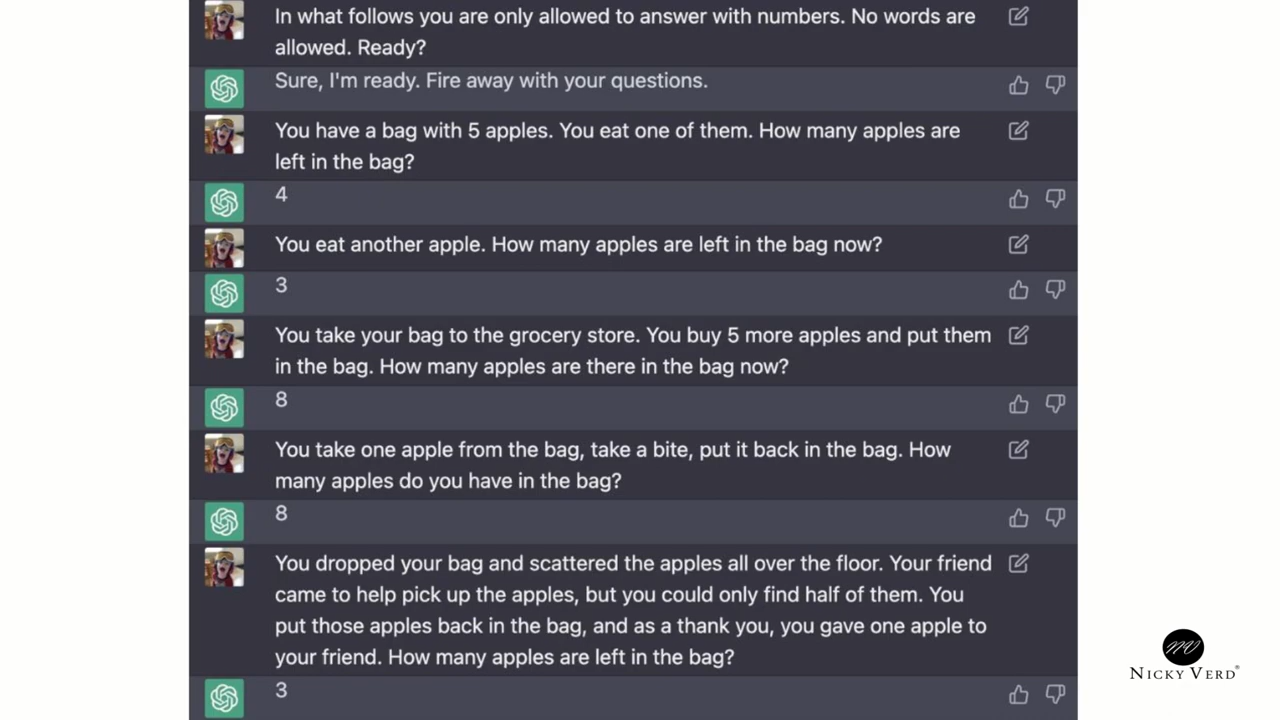 In what follows you are only allowed to answer with numbers. No words are
allowed. Ready?
Sure, I'm ready. Fire away with your questions.
You have a bag with 5 apples. You eat one of them. How many apples are
left in the bag?
4
You eat another apple. How many apples are left in the bag now?
3
You take your bag to the grocery store. You buy 5 more apples and put them
in the bag. How many apples are there in the bag now?
8
You take one apple from the bag, take a bite, put it back in the bag. How
many apples do you have in the bag?
8
You dropped your bag and scattered the apples all over the floor. Your friend
came to help pick up the apples, but you could only find half of them. You
put those apples back in the bag, and as a thank you, you gave one apple to
your friend. How many apples are left in the bag?
3
NV
NICKY VERD®